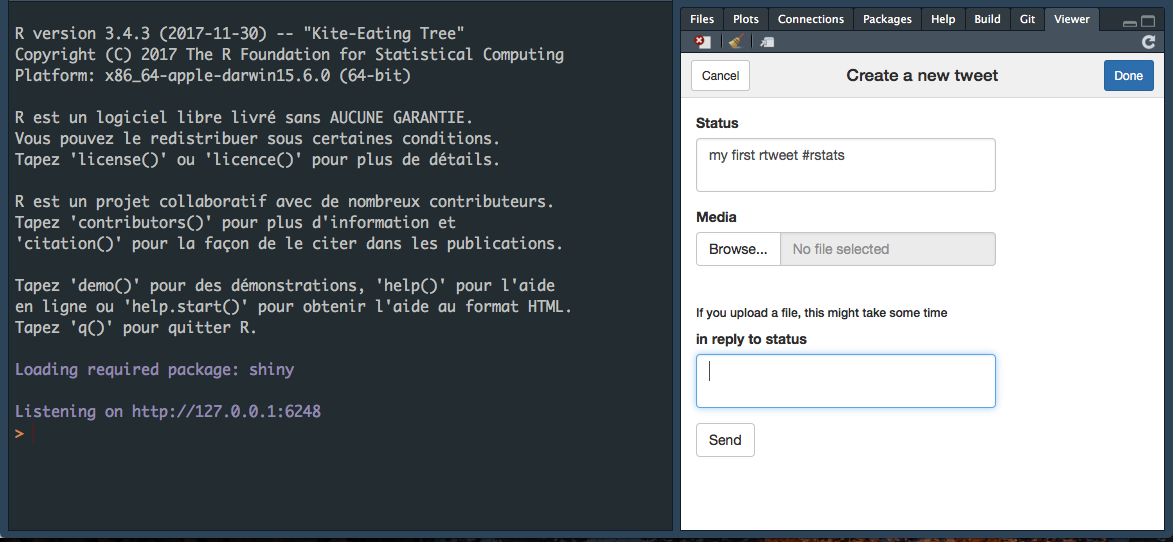 R version 3.4.3 (2017-11-30) -- "Kite-Eating Tree"
Copyright (C) 2017 The R Foundation for Statistical Computing
Platform: x86_64-apple-darwin15.6.0 (64-bit)
R est un logiciel libre livré sans AUCUNE GARANTIE.
Vous pouvez le redistribuer sous certaines conditions.
Tapez 'license()' ou 'licence()' pour plus de détails.
R est un projet collaboratif avec de nombreux contributeurs.
Tapez 'contributors()' pour plus d'information et
'citation()' pour la façon de le citer dans les publications.
Tapez 'demo()' pour des démonstrations, 'help()' pour l'aide
en ligne ou 'help.start()' pour obtenir l'aide au format HTML.
Tapez 'q()' pour quitter R.
Loading required package: shiny
Listening on http://127.0.0.1:6248
>
Files Plots Connections Packages Help Build Git Viewer
Cancel Create a new tweet Done
Status
my first rtweet #rstats
Media
Browse... No file selected
If you upload a file, this might take some time
in reply to status
Send